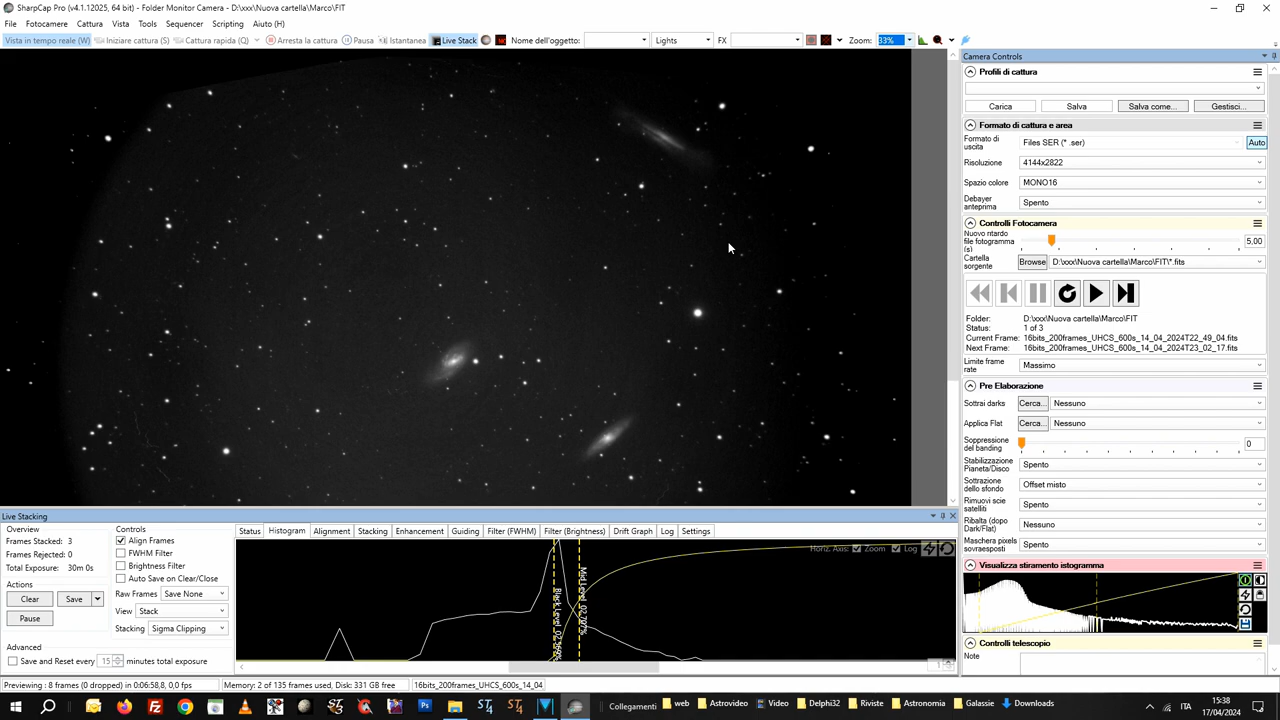 SharpCap Pro (v4.1.12025, 64 bit) - Folder Monitor Camera - D:\xxx\Nuova cartella\Marco\FIT
File Fotocamere Cattura Vista Tools Sequencer Scripting Aiuto (H)
Vista in tempo reale (W) Iniziare cattura (S) Cattura rapida (Q) Arresta la cattura Pausa Istantanea Live Stack Nome dell'oggetto: Lights FX Zoom: 33%
Camera Controls
Profili di cattura
Carica Salva Salva come... Gestisci...
Formato di cattura e area
Formato di uscita Files SER (* .ser) Auto
Risoluzione 4144x2822
Spazio colore MONO16
Debayer anteprima Spento
Controlli Fotocamera
Nuovo ritardo file fotogramma (s) 5.00
Cartella sorgente Browse D:\xxx\Nuova cartella\Marco\FIT\*.fits
Folder:
D:\xxx\Nuova cartella\Marco\FIT
Status:
1 of 3
Current Frame:
16bits_200frames_UHCS_600s_14_04_2024T22_49_04.fits
Next Frame:
16bits_200frames_UHCS_600s_14_04_2024T23_02_17.fits
Limite frame rate Massimo
Pre Elaborazione
Sottrai darks Cerca... Nessuno
Applica Flat Cerca... Nessuno
Soppressione del banding 0
Stabilizzazione Pianeta/Disco Spento
Sottrazione dello sfondo Offset misto
Rimuovi scie satelliti Spento
Ribalta (dopo Dark/Flat) Nessuno
Maschera pixels sovraesposti Spento
Visualizza stiramento istogramma
Controlli telescopio
Note
Live Stacking
Overview
Frames Stacked: 3
Frames Rejected: 0
Total Exposure: 30m 0s
Actions
Clear Save
Pause
Advanced
Save and Reset every 15 minutes total exposure
Controls
Align Frames
FWHM Filter
Brightness Filter
Auto Save on Clear/Close
Raw Frames Save None
View Stack
Stacking Sigma Clipping
Status Histogram Alignment Stacking Enhancement Guiding Filter (FWHM) Filter (Brightness) Drift Graph Log Settings
Horiz. Axis: Zoom Log
Previewing : 8 frames (0 dropped) in 0:06:58.8, 0,0 fps Memory: 2 of 135 frames used, Disk: 331 GB free 16bits_200frames_UHCS_600s_14_04
Collegamenti web Astrovideo Video Delphi32 Riviste Astronomia Galassie Downloads ITA 15:38
17/04/2024